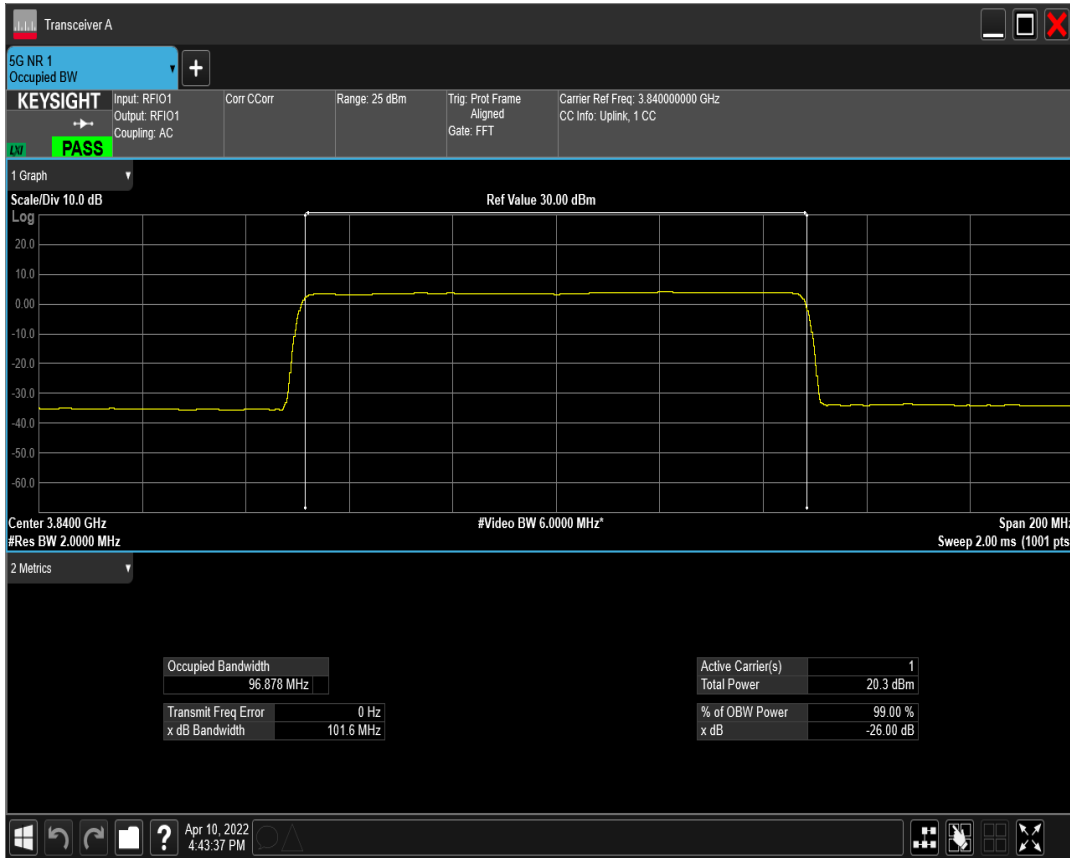 Transceiver A
5G NR 1
Occupied BW
KEYSIGHT
LXI
PASS
Input: RFIO1
Output: RFIO1
Coupling: AC
Corr CCorr
Range: 25 dBm
Trig: Prot Frame
Aligned
Gate: FFT
Carrier Ref Freq: 3.840000000 GHz
CC Info: Uplink, 1 CC
1 Graph
Scale/Div 10.0 dB
Ref Value 30.00 dBm
Log
20.0
10.0
0.00
-10.0
-20.0
-30.0
-40.0
-50.0
-60.0
Center 3.8400 GHz
#Video BW 6.0000 MHz*
Span 200 MHz
#Res BW 2.0000 MHz
Sweep 2.00 ms (1001 pts
2 Metrics
Occupied Bandwidth
96.878 MHz
Transmit Freq Error 0 Hz
x dB Bandwidth 101.6 MHz
Active Carrier(s) 1
Total Power 20.3 dBm
% of OBW Power 99.00 %
x dB -26.00 dB
?
Apr 10, 2022
4:43:37 PM